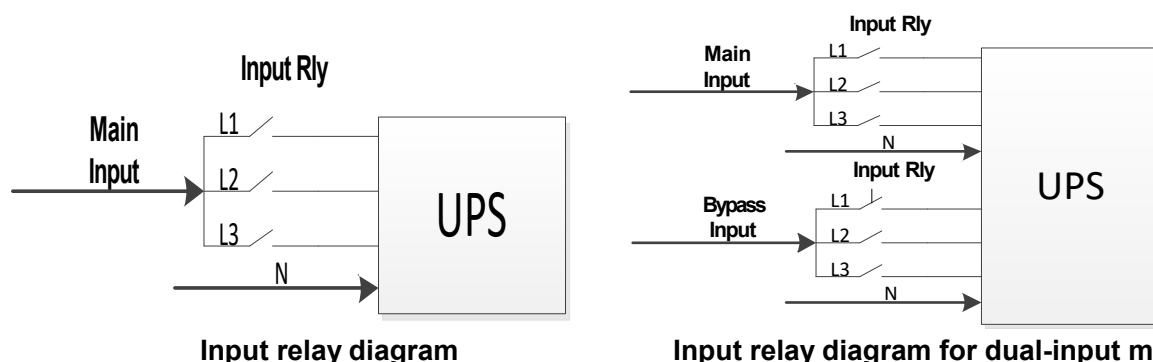 Input Rly
Main
Input
L1
L2
L3
N
UPS
Input relay diagram
Input Rly
Main
Input
L1
L2
L3
N
Input Rly
Bypass
Input
L1
L2
L3
N
UPS
Input relay diagram for dual-input m